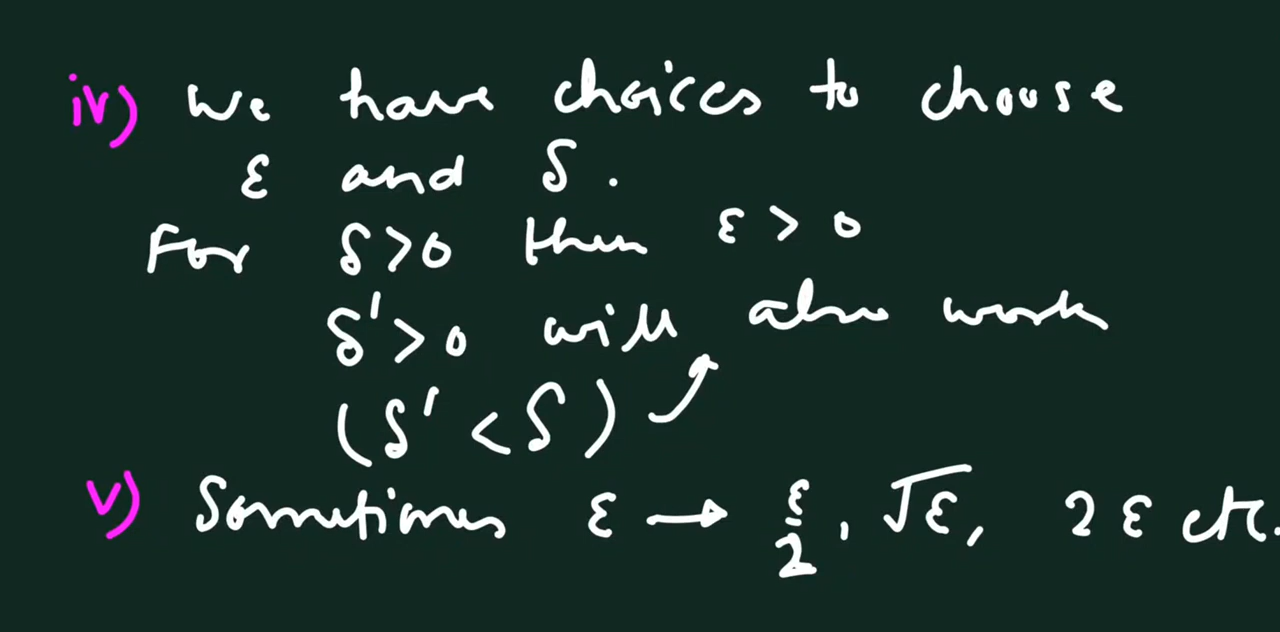 iv) We have choices to choose
ε and δ.
For δ>0 then ε > 0
δ'>0 will also work
(δ' < δ)
v) Sometimes ε → ε/2, √ε, 2ε etc.